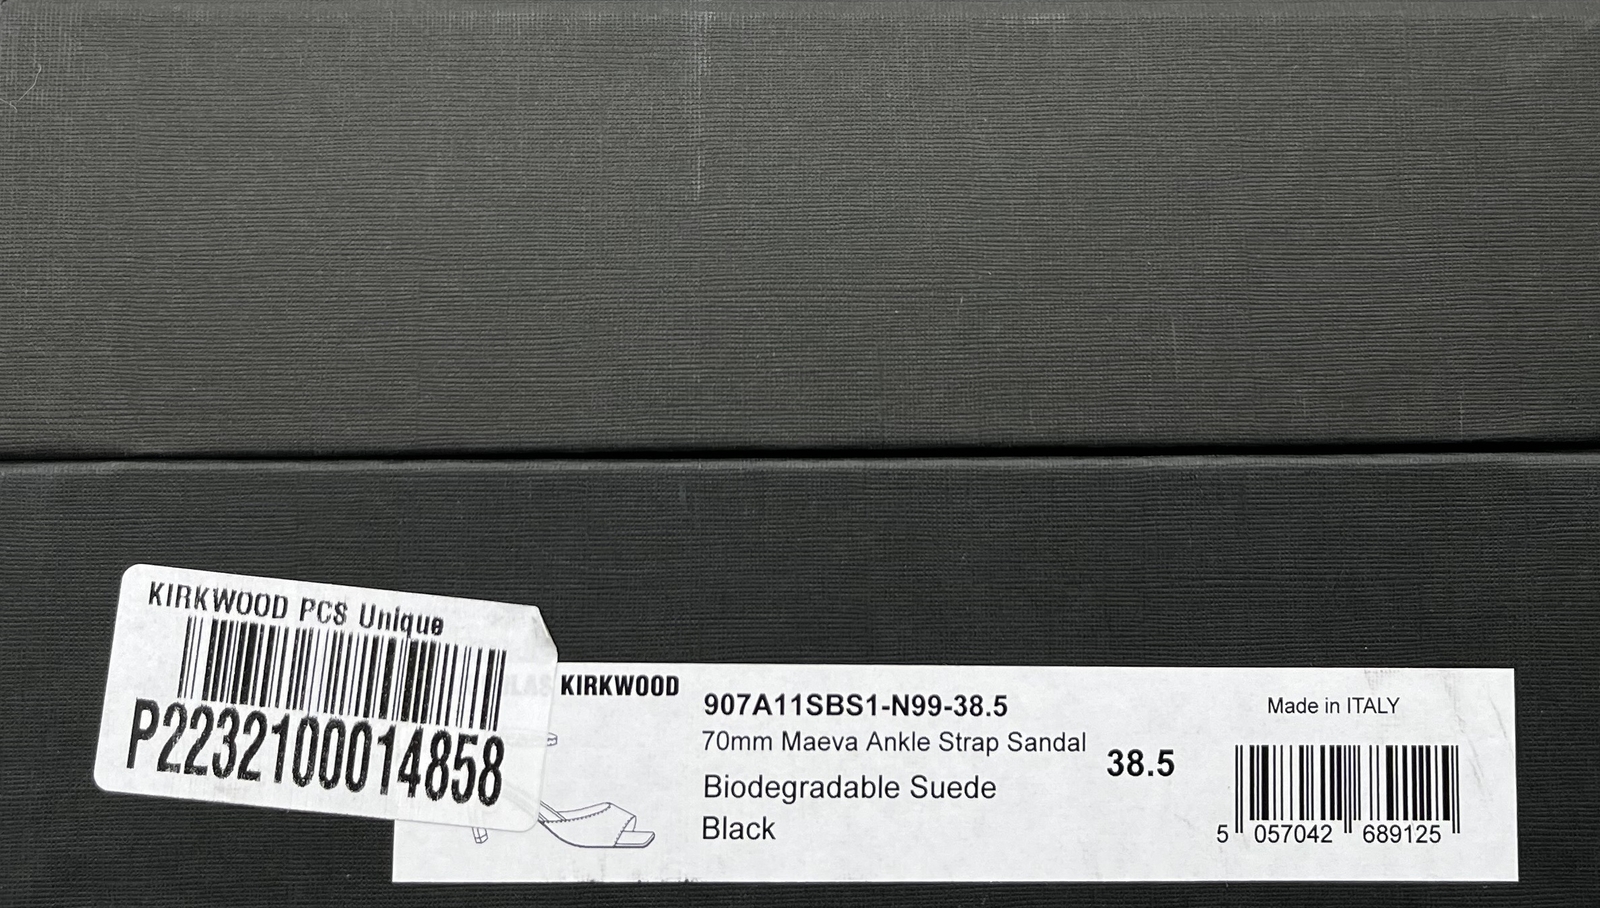 KIRKWOOD PCS Unique
P2232100014858
LAS KIRKWOOD
907A11SBS1-N99-38.5
70mm Maeva Ankle Strap Sandal
Biodegradable Suede
Black
38.5
Made in ITALY
5 057042 689125